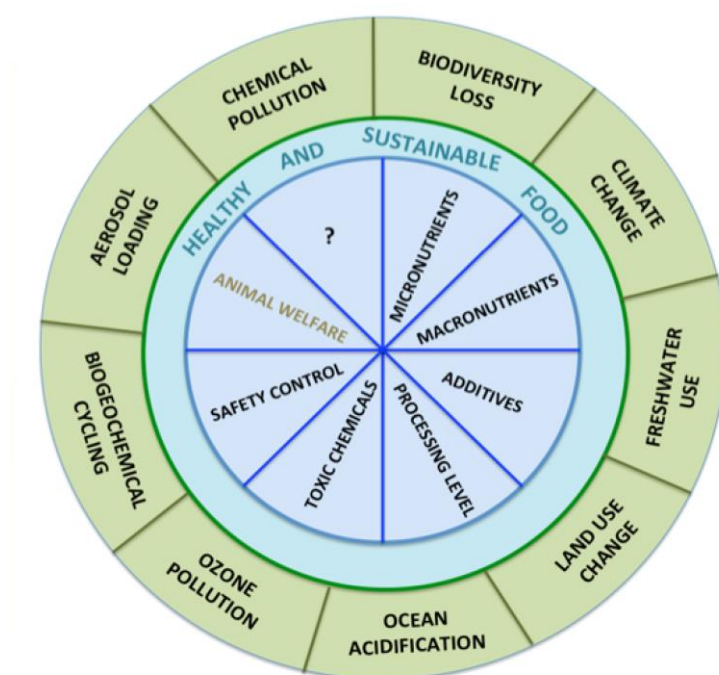 CHEMICAL
POLLUTION
BIODIVERSITY
LOSS
CLIMATE
CHANGE
FRESHWATER
USE
LAND USE
CHANGE
OCEAN
ACIDIFICATION
OZONE
POLLUTION
BIOGEOCHEMICAL
CYCLING
AEROSOL
LOADING
HEALTHY AND SUSTAINABLE FOOD
?
MICRONUTRIENTS
MACRONUTRIENTS
ADDITIVES
PROCESSING LEVEL
TOXIC CHEMICALS
SAFETY CONTROL
ANIMAL WELFARE